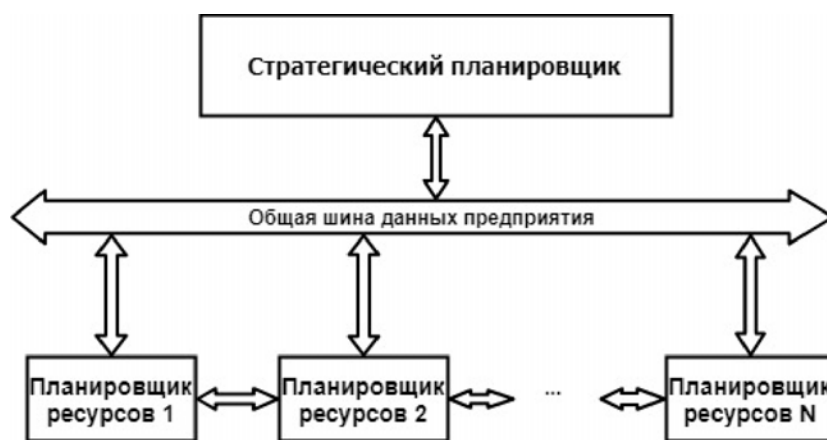 Стратегический планировщик
Общая шина данных предприятия
Планировщик
ресурсов 1
Планировщик
ресурсов 2
...
Планировщик
ресурсов N